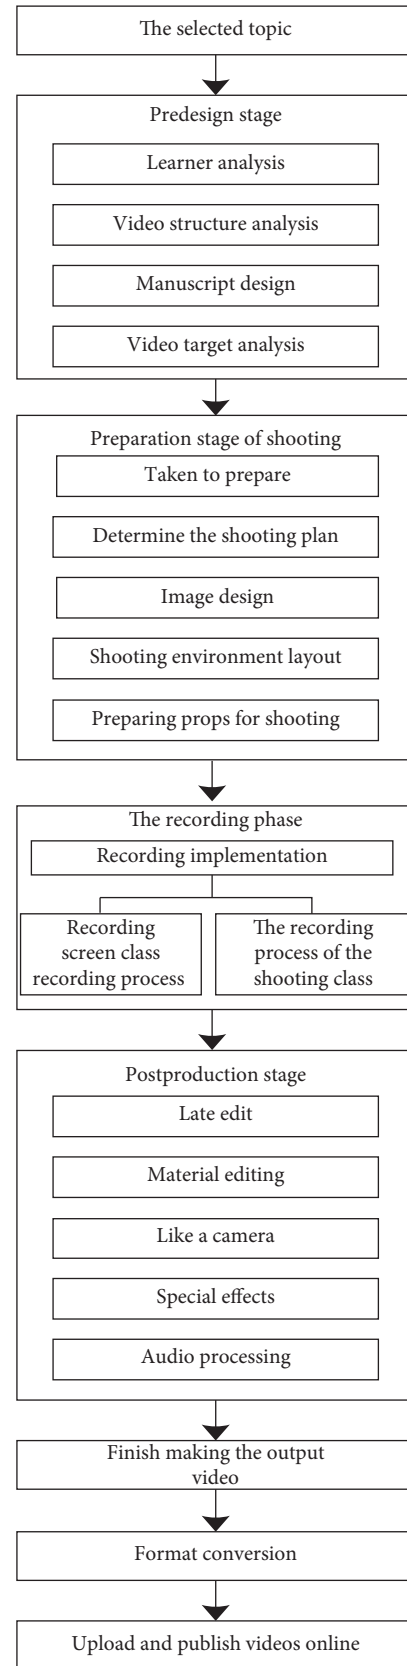 The selected topic
Predesign stage
Learner analysis
Video structure analysis
Manuscript design
Video target analysis
Preparation stage of shooting
Taken to prepare
Determine the shooting plan
Image design
Shooting environment layout
Preparing props for shooting
The recording phase
Recording implementation
Recording
screen class
recording process
The recording
process of the
shooting class
Postproduction stage
Late edit
Material editing
Like a camera
Special effects
Audio processing
Finish making the output
video
Format conversion
Upload and publish videos online